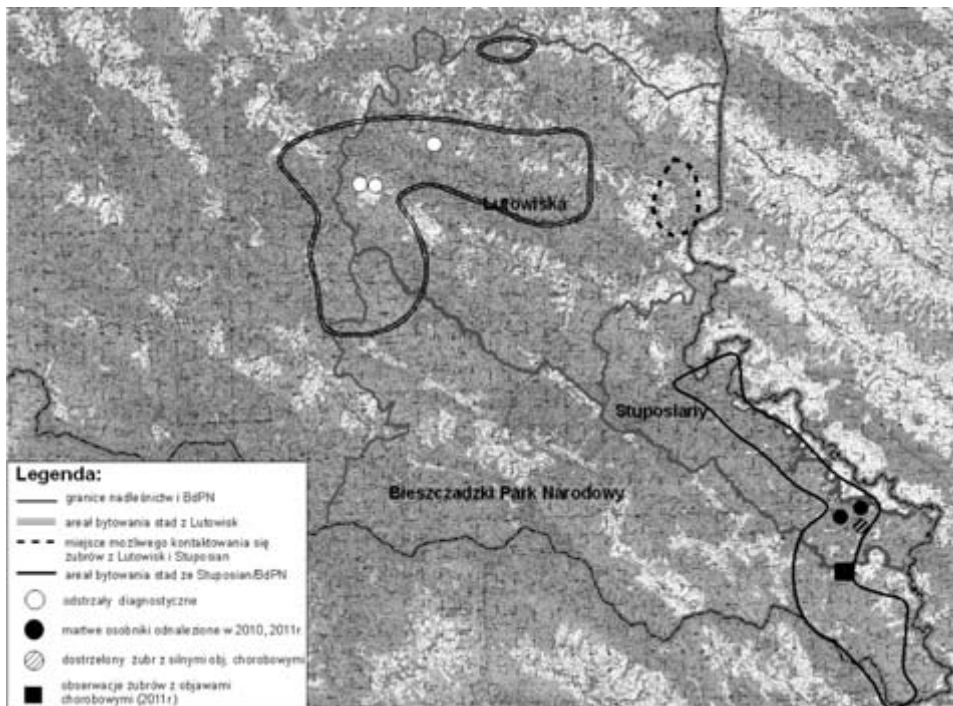 Lutowiska
Stuposiany
Bieszczadzki Park Narodowy
Legenda:
granice nadleśnictw i BdPN
areał bytowania stad z Lutowisk
miejsce możliwego kontaktowania się
żubrów z Lutowisk i Stuposian
areał bytowania stad ze Stuposian/BdPN
odstrzały diagnostyczne
martwe osobniki odnalezione w 2010, 2011r.
dostrzelony żubr z silnymi obj. chorobowymi
obserwacje żubrów z objawami
chorobowymi (2011r.)